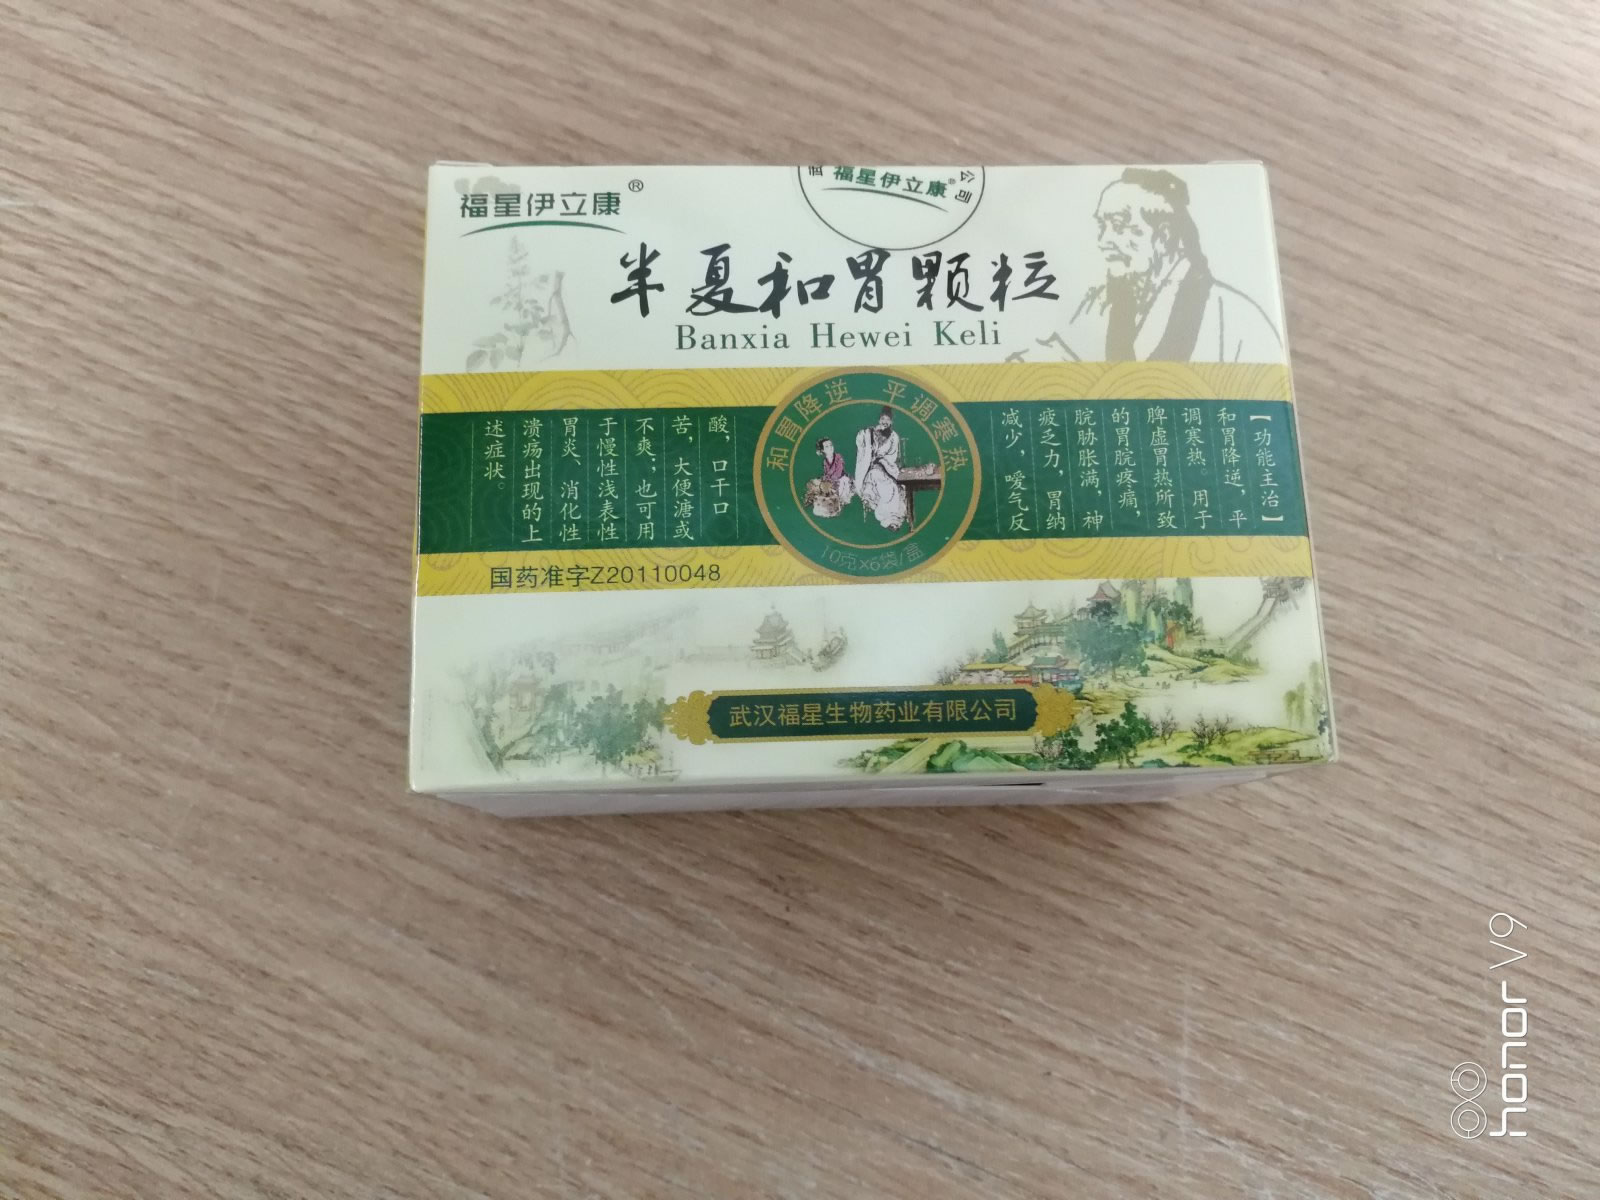 福星伊立康®
武 福星伊立康® 公司
半夏和胃颗粒
Banxia Hewei Keli
和胃降逆 平调寒热
【功能主治】
和胃降逆，平
调寒热。用于
脾虚胃热所致
的胃脘疼痛，
脘胁胀满，神
疲乏力，胃纳
减少，嗳气反
酸，口干口
苦，大便溏或
不爽；也可用
于慢性浅表性
胃炎、消化性
溃疡出现的上
述症状。
10克×6袋/盒
国药准字Z20110048
武汉福星生物药业有限公司
honor V9